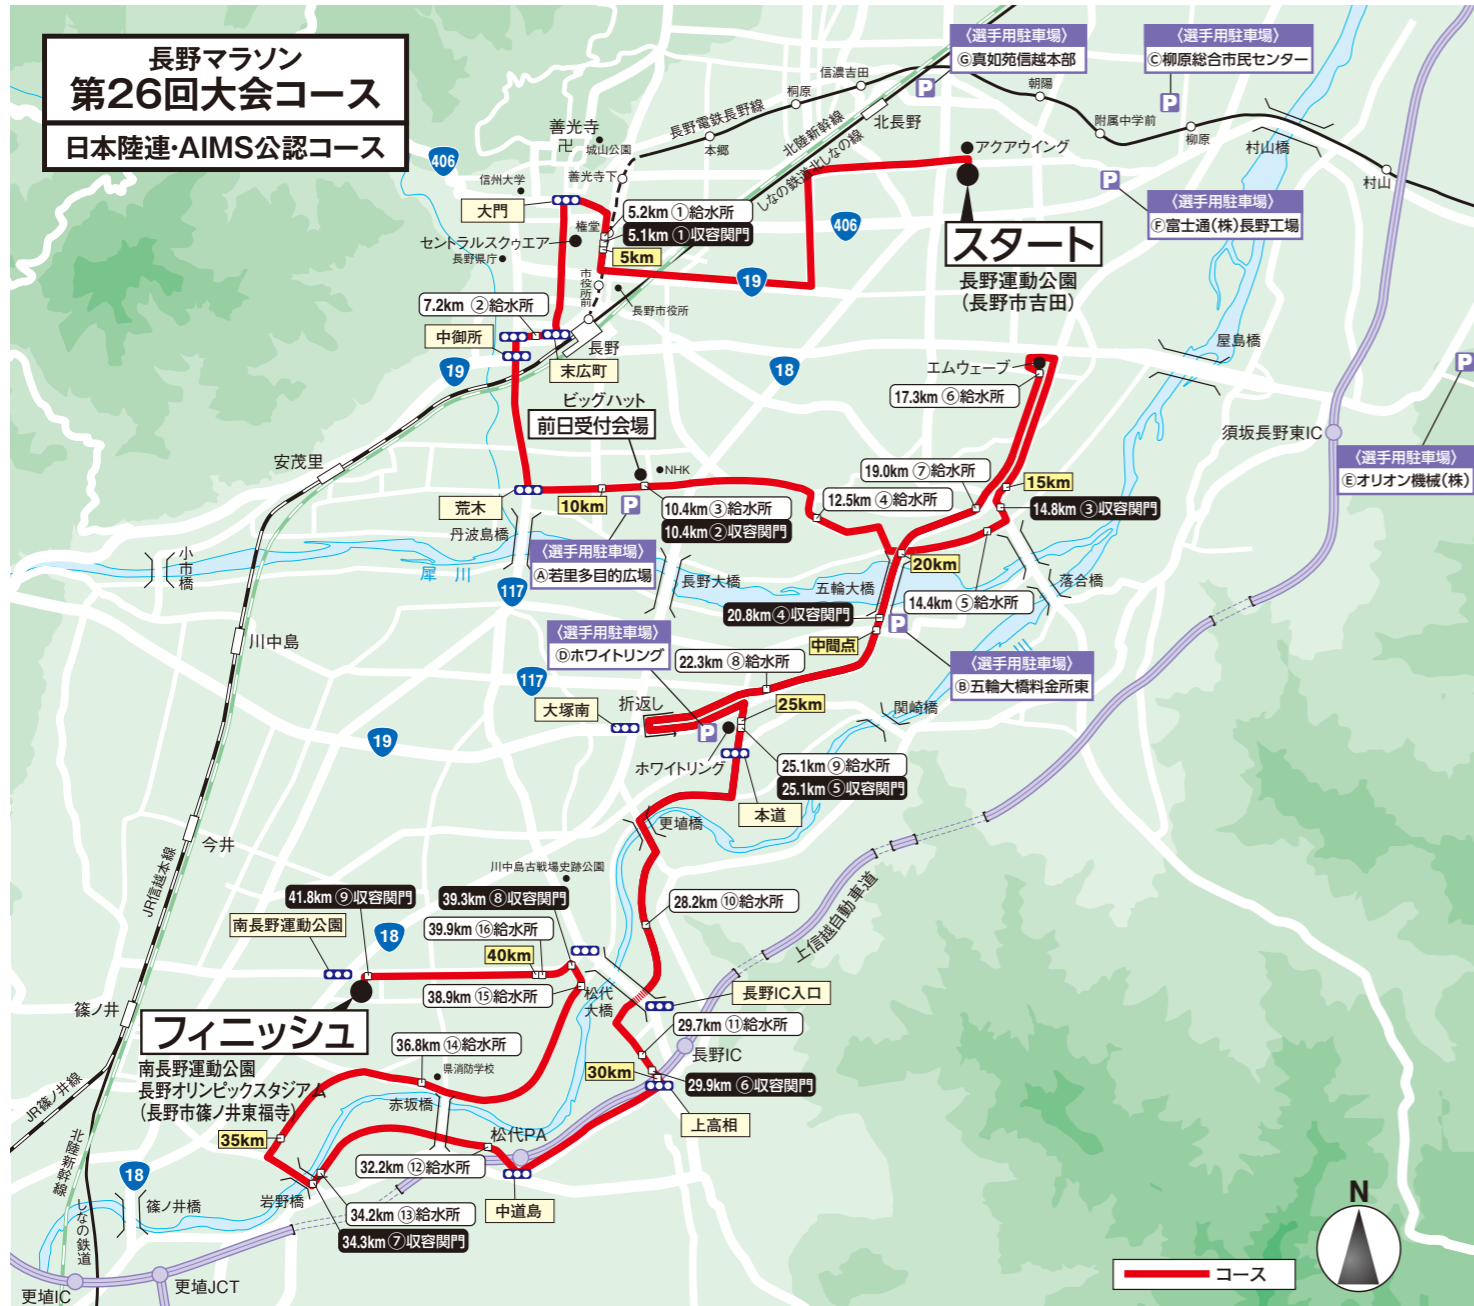 長野マラソン
第26回大会コース
日本陸連・AIMS公認コース
〈選手用駐車場〉
Ⓖ真如苑信越本部
〈選手用駐車場〉
Ⓒ柳原総合市民センター
P
P
信濃吉田
桐原
朝陽
附属中学前
柳原
村山橋
村山
長野電鉄長野線
本郷
北陸新幹線
しなの鉄道北しなの線
北長野
善光寺
卍
城山公園
善光寺下
406
信州大学
大門
権堂
セントラルスクゥエア
長野県庁
5.2km ①給水所
5.1km ①収容関門
5km
アクアウイング
スタート
長野運動公園
(長野市吉田)
406
P
〈選手用駐車場〉
Ⓕ富士通(株)長野工場
19
市役所前
長野市役所
7.2km ②給水所
中御所
長野
末広町
19
18
屋島橋
エムウェーブ
17.3km ⑥給水所
P
須坂長野東IC
〈選手用駐車場〉
Ⓔオリオン機械(株)
ビッグハット
前日受付会場
NHK
安茂里
荒木
10km
P
10.4km ③給水所
10.4km ②収容関門
12.5km ④給水所
19.0km ⑦給水所
15km
14.8km ③収容関門
丹波島橋
小市橋
犀川
117
〈選手用駐車場〉
Ⓐ若里多目的広場
長野大橋
五輪大橋
20km
14.4km ⑤給水所
落合橋
20.8km ④収容関門
P
中間点
川
川中島
〈選手用駐車場〉
Ⓓホワイトリング
22.3km ⑧給水所
〈選手用駐車場〉
Ⓑ五輪大橋料金所東
117
大塚南
折返し
25km
関崎橋
19
P
ホワイトリング
25.1km ⑨給水所
25.1km ⑤収容関門
本道
更埴橋
今井
JR信越本線
川中島古戦場史跡公園
上信越自動車道
41.8km ⑨収容関門
39.3km ⑧収容関門
28.2km ⑩給水所
南長野運動公園
18
39.9km ⑯給水所
40km
38.9km ⑮給水所
松代大橋
長野IC入口
篠ノ井
フィニッシュ
南長野運動公園
長野オリンピックスタジアム
(長野市篠ノ井東福寺)
36.8km ⑭給水所
県消防学校
29.7km ⑪給水所
長野IC
30km
29.9km ⑥収容関門
上高相
JR篠ノ井線
赤坂橋
35km
松代PA
32.2km ⑫給水所
北陸新幹線
18
篠ノ井橋
岩野橋
34.2km ⑬給水所
34.3km ⑦収容関門
中道島
しなの鉄道
更埴IC
更埴JCT
コース
N